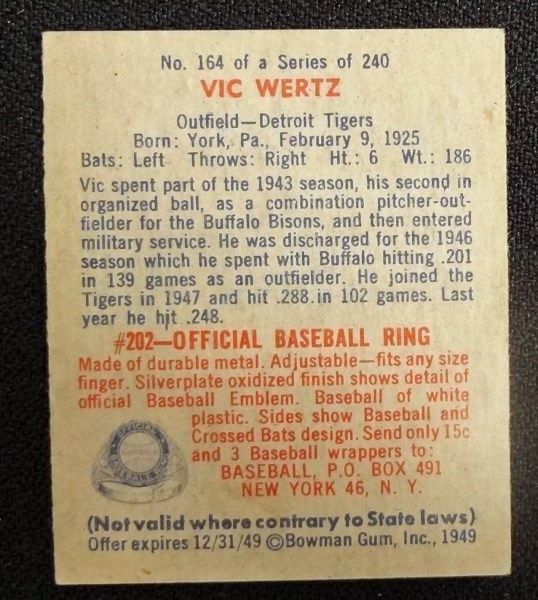 No. 164 of a Series of 240
VIC WERTZ
Outfield—Detroit Tigers
Born: York, Pa., February 9, 1925
Bats: Left Throws: Right Ht.: 6 Wt.: 186
Vic spent part of the 1943 season, his second in
organized ball, as a combination pitcher-out-
fielder for the Buffalo Bisons, and then entered
military service. He was discharged for the 1946
season which he spent with Buffalo hitting .201
in 139 games as an outfielder. He joined the
Tigers in 1947 and hit .288 in 102 games. Last
year he hit .248.
#202—OFFICIAL BASEBALL RING
Made of durable metal. Adjustable—fits any size
finger. Silverplate oxidized finish shows detail of
official Baseball Emblem. Baseball of white
plastic. Sides show Baseball and
Crossed Bats design. Send only 15c
and 3 Baseball wrappers to:
BASEBALL, P.O. BOX 491
NEW YORK 46, N. Y.
OFFICIAL
BASEBALL RING
(Not valid where contrary to State laws)
Offer expires 12/31/49 ©Bowman Gum, Inc., 1949